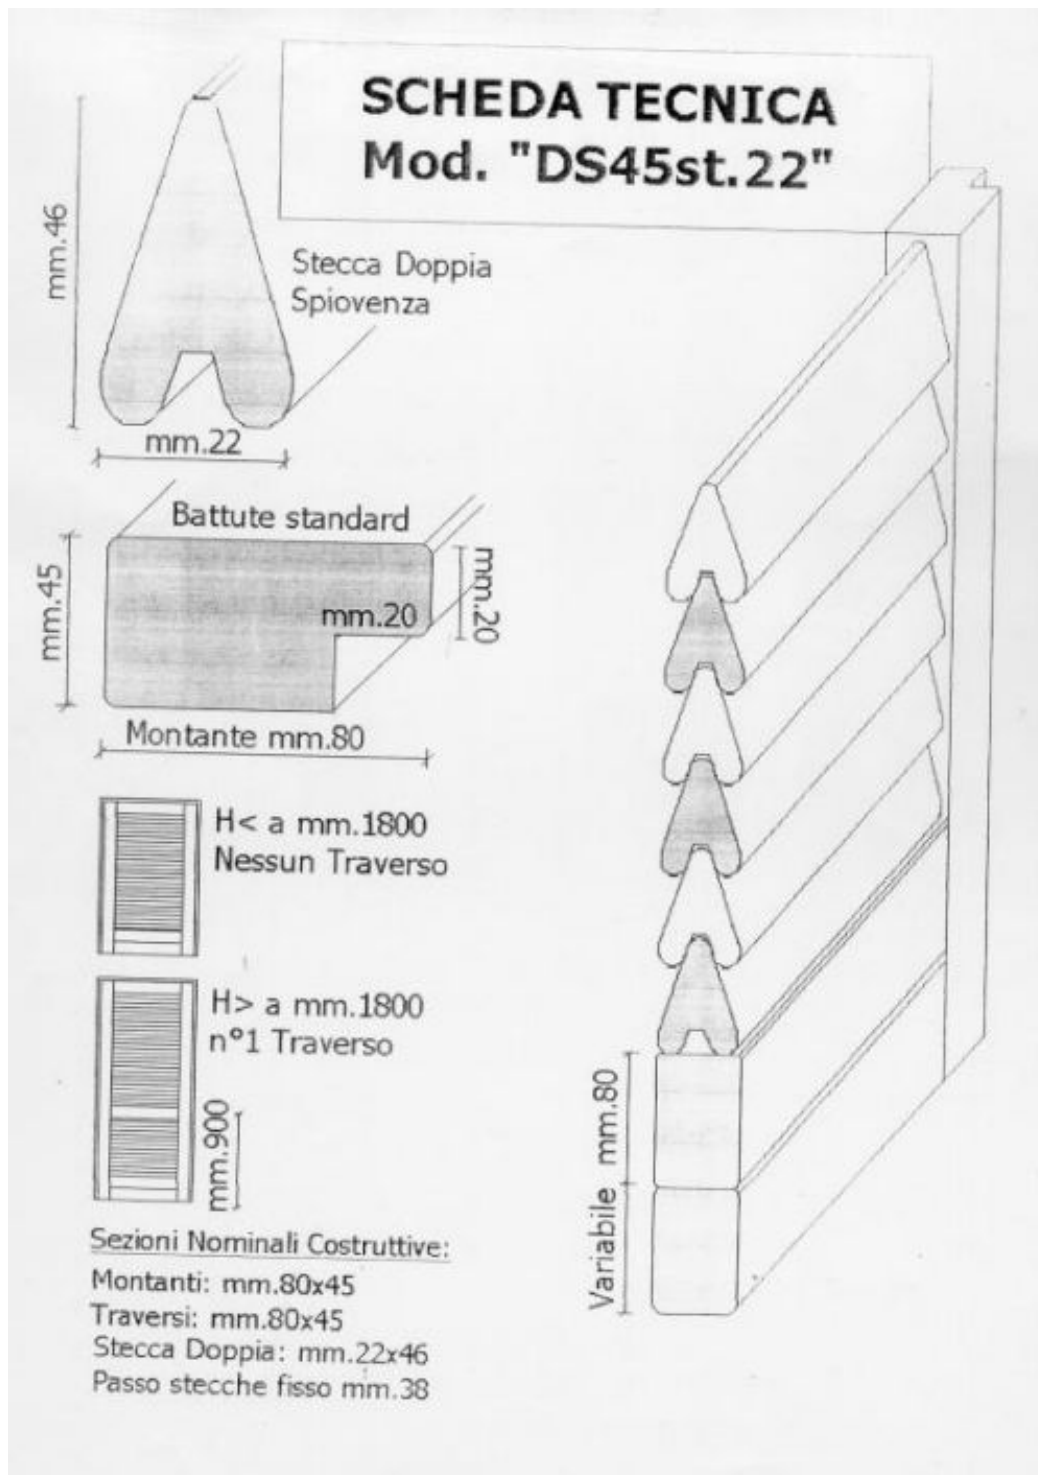 SCHEDA TECNICA
Mod. "DS45st.22"
mm.46
Stecca Doppia
Spiovenza
mm.22
Battute standard
mm.45
mm.20
mm.20
Montante mm.80
H< a mm.1800
Nessun Traverso
H> a mm.1800
n°1 Traverso
mm.900
Variabile mm.80
Sezioni Nominali Costruttive:
Montanti: mm.80x45
Traversi: mm.80x45
Stecca Doppia: mm.22x46
Passo stecche fisso mm.38